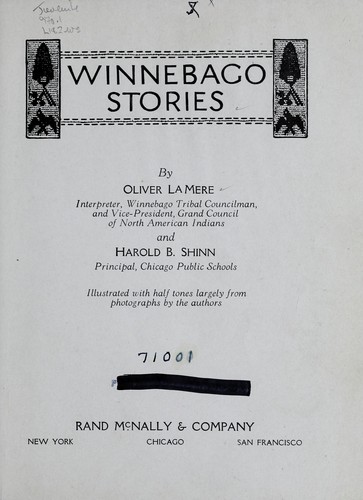 Juvenile
WINNEBAGO
STORIES
By
OLIVER LAMERE
Interpreter, Winnebago Tribal Councilman,
and Vice-President, Grand Council
of North American Indians
and
HAROLD B. SHINN
Principal, Chicago Public Schools
Illustrated with half tones largely from
photographs by the authors
71001
RAND McNALLY & COMPANY
NEW YORK CHICAGO SAN FRANCISCO